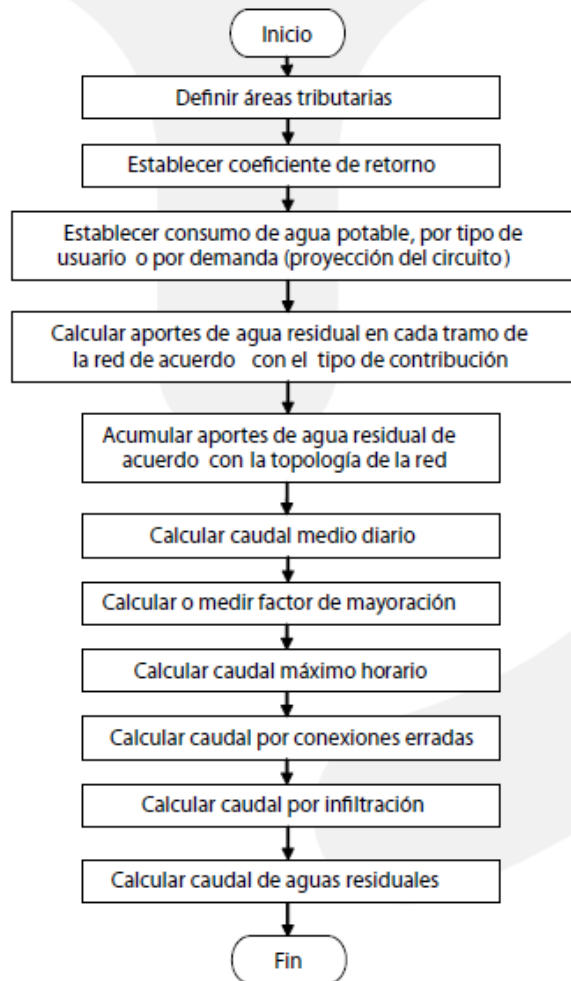 Inicio
Definir áreas tributarias
Establecer coeficiente de retorno
Establecer consumo de agua potable, por tipo de
usuario o por demanda (proyección del circuito)
Calcular aportes de agua residual en cada tramo de
la red de acuerdo con el tipo de contribución
Acumular aportes de agua residual de
acuerdo con la topología de la red
Calcular caudal medio diario
Calcular o medir factor de mayoración
Calcular caudal máximo horario
Calcular caudal por conexiones erradas
Calcular caudal por infiltración
Calcular caudal de aguas residuales
Fin